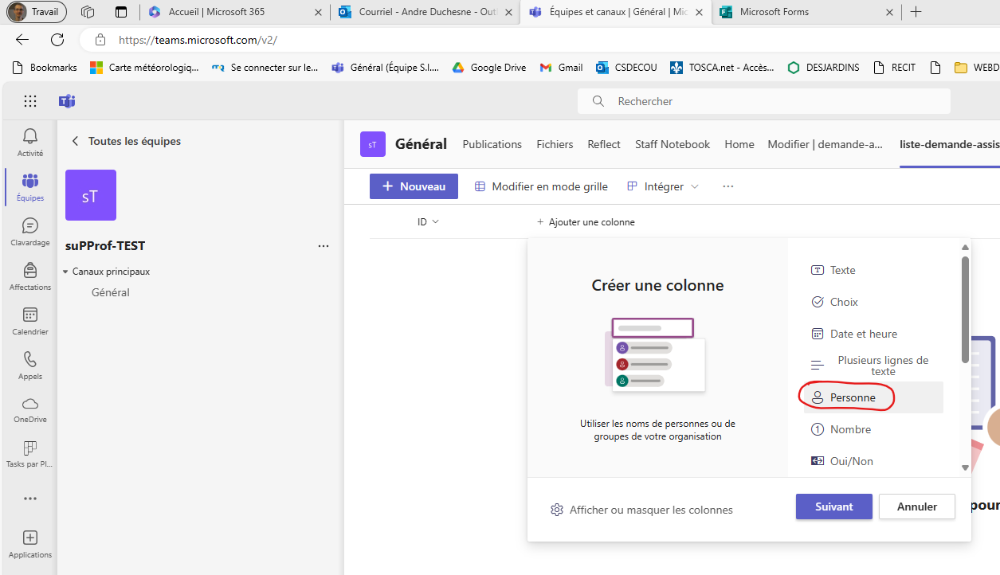 Travail
Accueil | Microsoft 365
Courriel - Andre Duchesne - Out
Équipes et canaux | Général | Mic
Microsoft Forms
https://teams.microsoft.com/v2/
Bookmarks
Carte météorologiq...
Se connecter sur le...
Général (Équipe S.I....
Google Drive
Gmail
CSDECOU
TOSCA.net - Accès...
DESJARDINS
RECIT
WEBD
Rechercher
Activité
Équipes
Clavardage
Affectations
Calendrier
Appels
OneDrive
Tasks par Pl...
Applications
Toutes les équipes
sT
suPProf-TEST
Canaux principaux
Général
sT
Général
Publications
Fichiers
Reflect
Staff Notebook
Home
Modifier | demande-a...
liste-demande-assis
Nouveau
Modifier en mode grille
Intégrer
ID
Ajouter une colonne
Créer une colonne
Utiliser les noms de personnes ou de
groupes de votre organisation
Texte
Choix
Date et heure
Plusieurs lignes de
texte
Personne
Nombre
Oui/Non
Afficher ou masquer les colonnes
Suivant
Annuler
pour